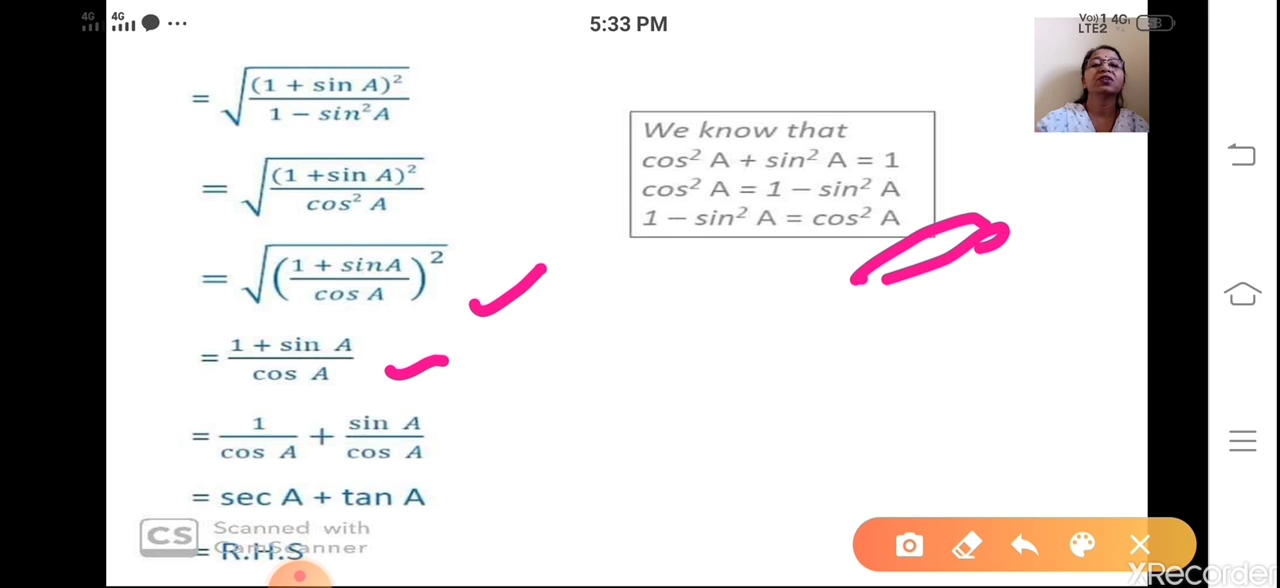 4G 4G ... 5:33 PM Vo)) 1 4G
LTE2
= √(1 + sin A)² / 1 − sin² A
= √(1 +sin A)² / cos² A
= √(1 + sinA / cos A)²
= 1 + sin A / cos A
= 1 / cos A + sin A / cos A
= sec A + tan A
CS Scanned with
CamScanner
= R.H.S
We know that
cos² A + sin² A = 1
cos² A = 1 − sin² A
1 − sin² A = cos² A
XRecorder